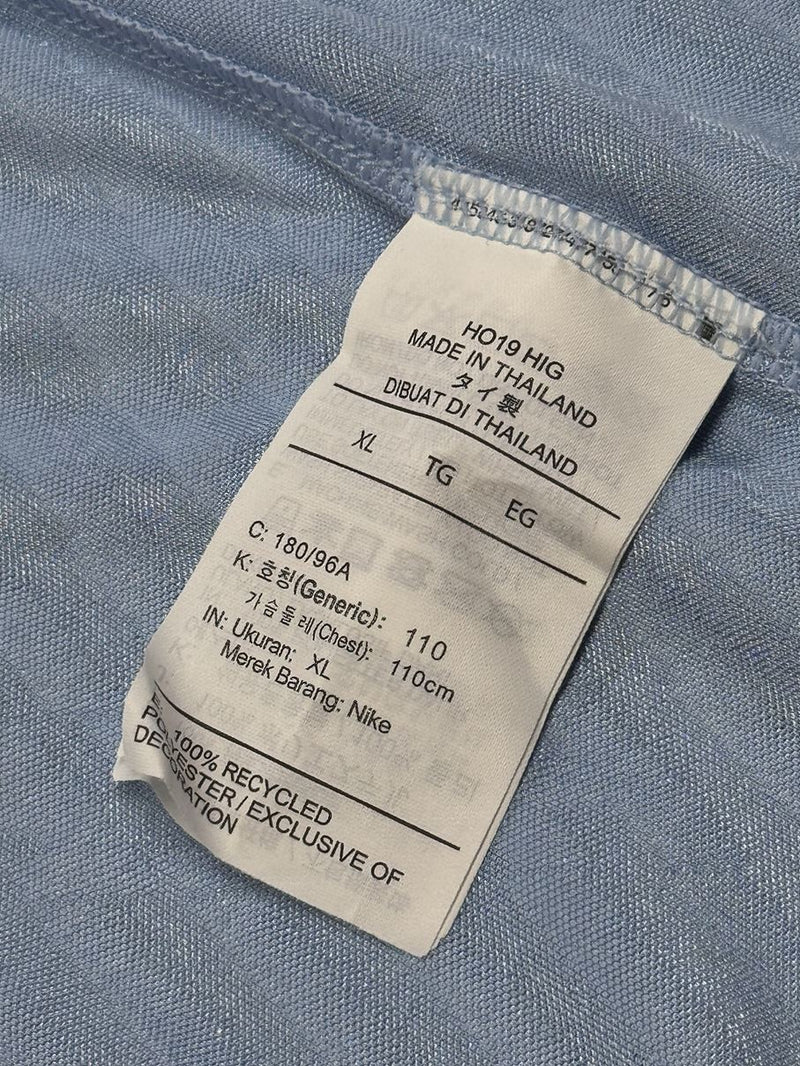 HO19 HIG
MADE IN THAILAND
タイ製
DIBUAT DI THAILAND
XL TG EG
C: 180/96A
K: 호칭(Generic): 110
가슴둘레(Chest): 110cm
IN: Ukuran: XL
Merek Barang: Nike
E: 100% RECYCLED
POLYESTER / EXCLUSIVE OF
DECORATION